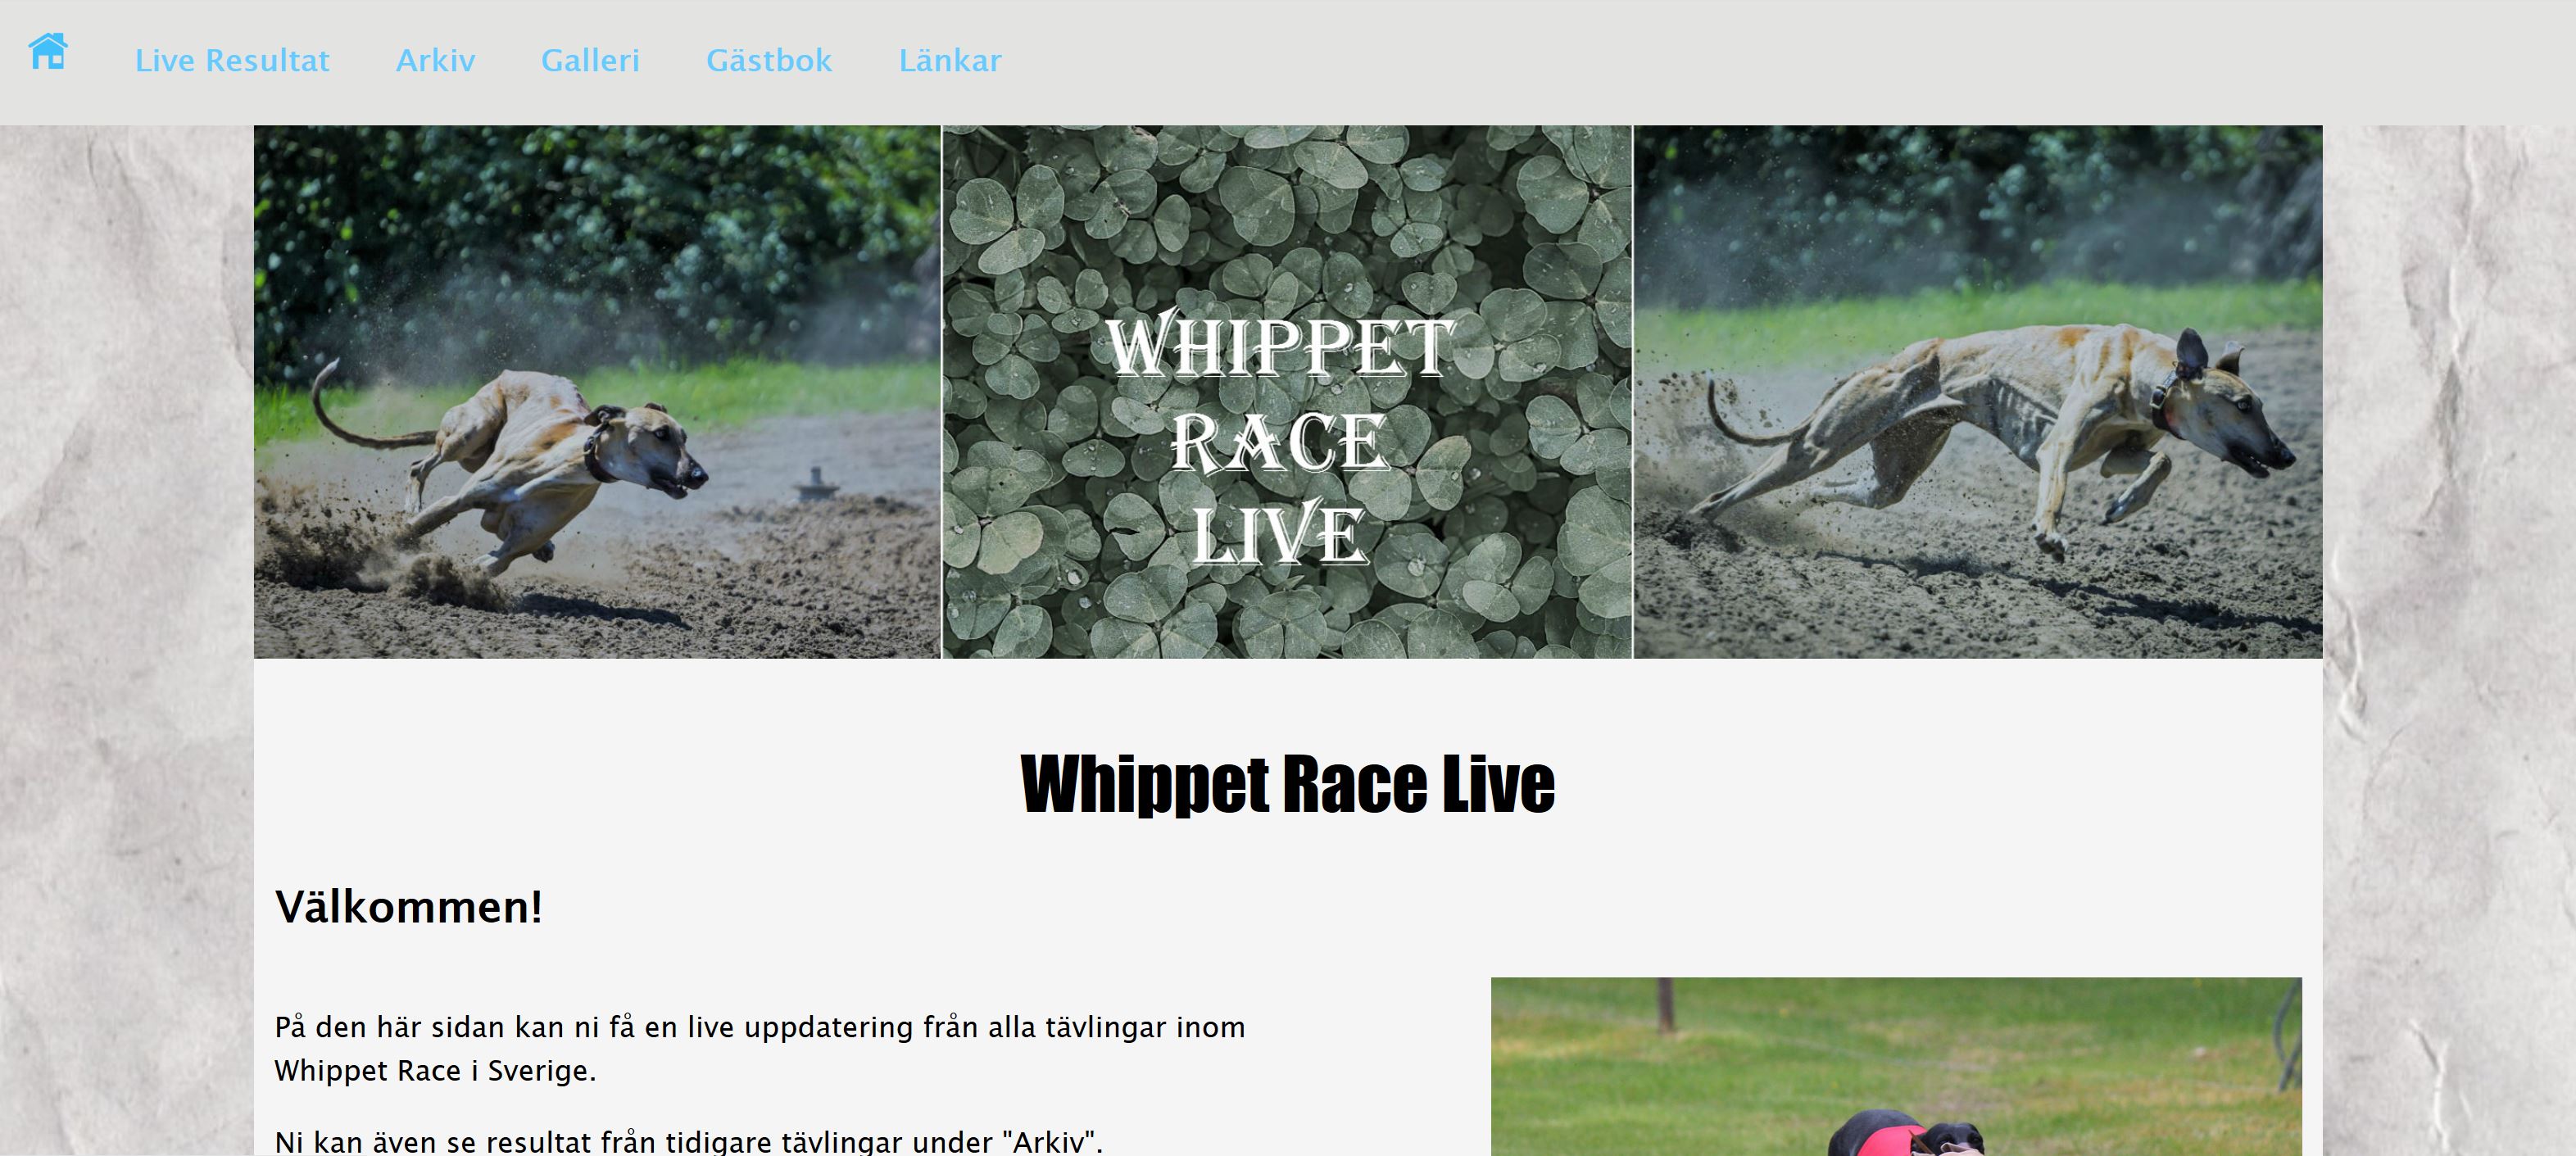 Live Resultat Arkiv Galleri Gästbok Länkar
WHIPPET
RACE
LIVE
Whippet Race Live
Välkommen!
På den här sidan kan ni få en live uppdatering från alla tävlingar inom
Whippet Race i Sverige.
Ni kan även se resultat från tidigare tävlingar under "Arkiv".